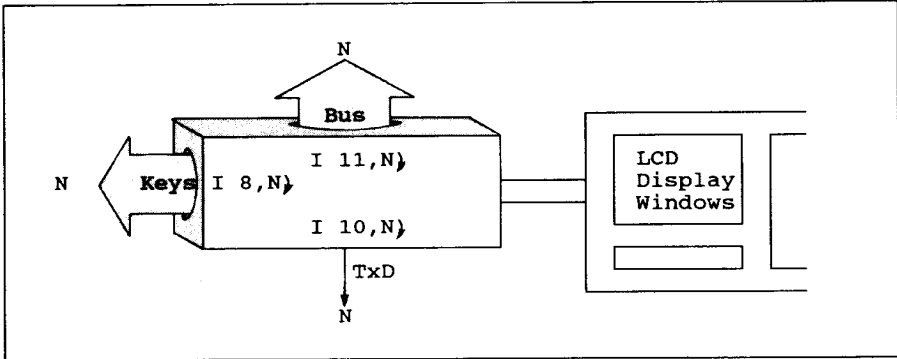 N
Bus
I 11,N⤶
N
Keys
I 8,N⤶
I 10,N⤶
TxD
N
LCD
Display
Windows